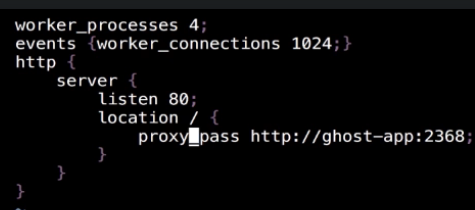 worker_processes 4;
events {worker_connections 1024;}
http {
    server {
        listen 80;
        location / {
            proxy_pass http://ghost-app:2368;
        }
    }
}